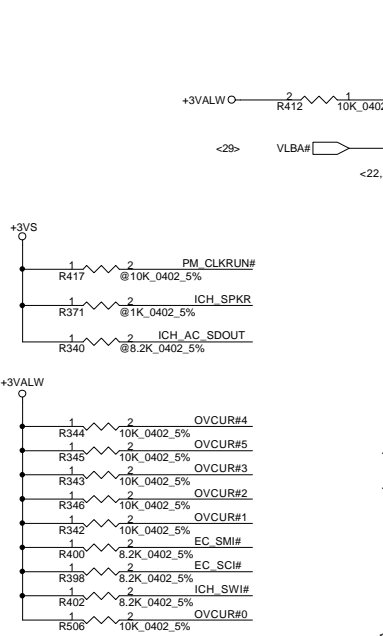 +3VALW 2 1
R412 10K_0402
<29> VLBA#
<22,
+3VS
1 2 PM_CLKRUN#
R417 @10K_0402_5%
1 2 ICH_SPKR
R371 @1K_0402_5%
1 2 ICH_AC_SDOUT
R340 @8.2K_0402_5%
+3VALW
1 2 OVCUR#4
R344 10K_0402_5%
1 2 OVCUR#5
R345 10K_0402_5%
1 2 OVCUR#3
R343 10K_0402_5%
1 2 OVCUR#2
R346 10K_0402_5%
1 2 OVCUR#1
R342 10K_0402_5%
1 2 EC_SMI#
R400 8.2K_0402_5%
1 2 EC_SCI#
R398 8.2K_0402_5%
1 2 ICH_SWI#
R402 8.2K_0402_5%
1 2 OVCUR#0
R506 10K_0402_5%